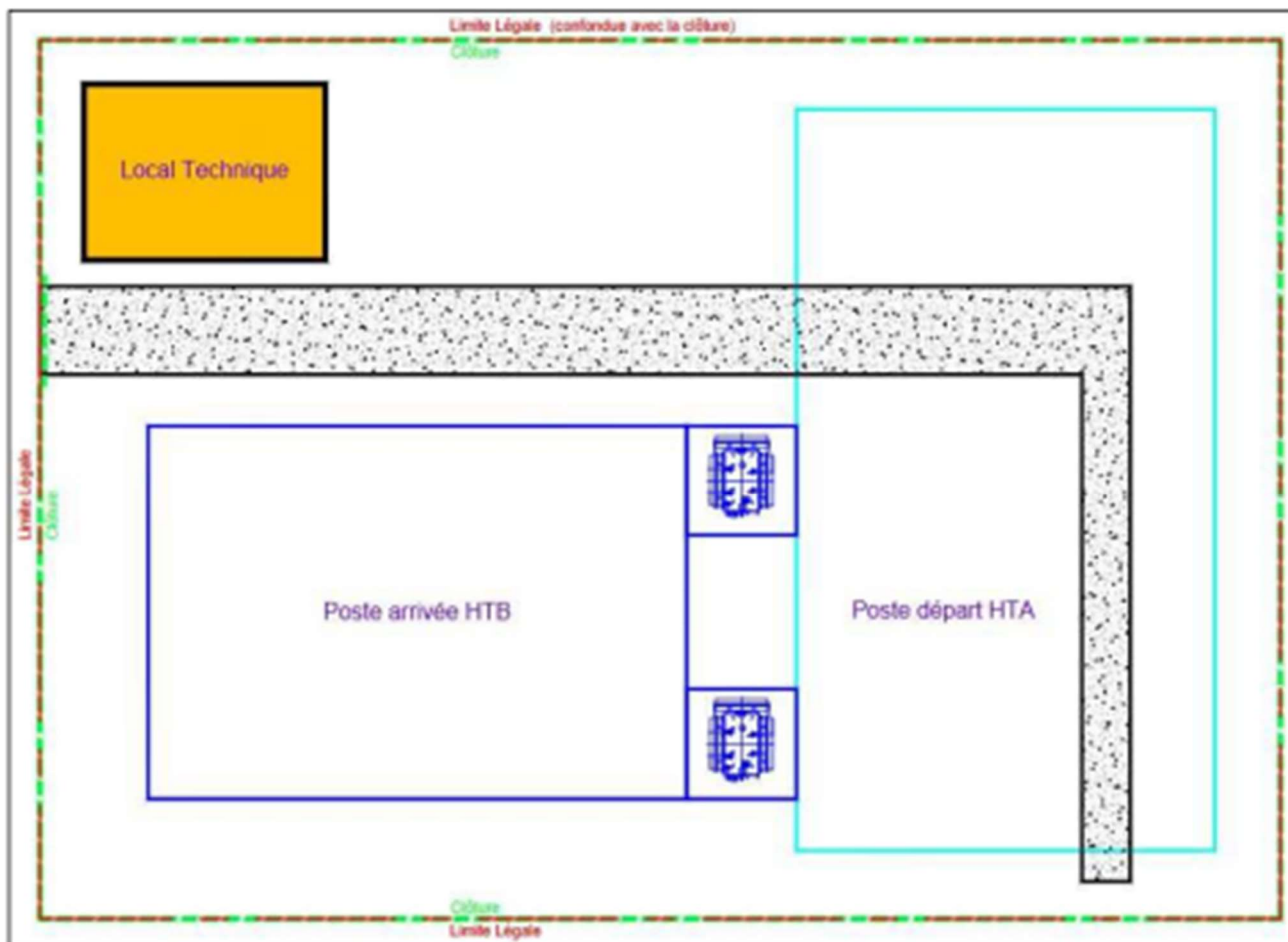 Limite Légale (confondue avec la clôture)
Clôture
Local Technique
Limite Légale
Clôture
Poste arrivée HTB
Poste départ HTA
Clôture
Limite Légale